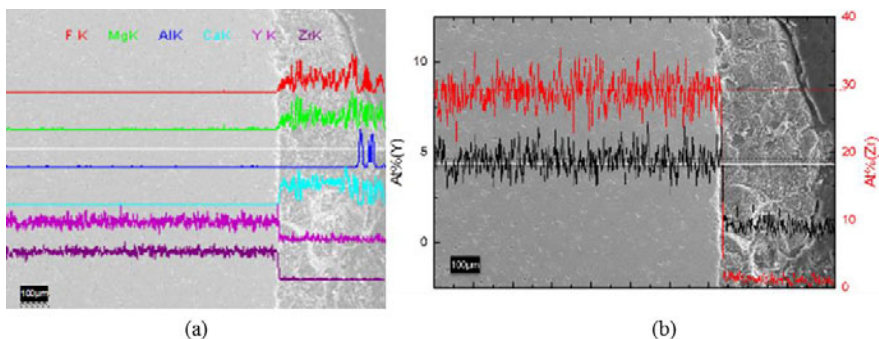 F K MgK AlK CaK Y K ZrK
100μm
(a)
10
5
0
At%(Y)
100μm
40
30
20
10
0
At%(Zr)
(b)